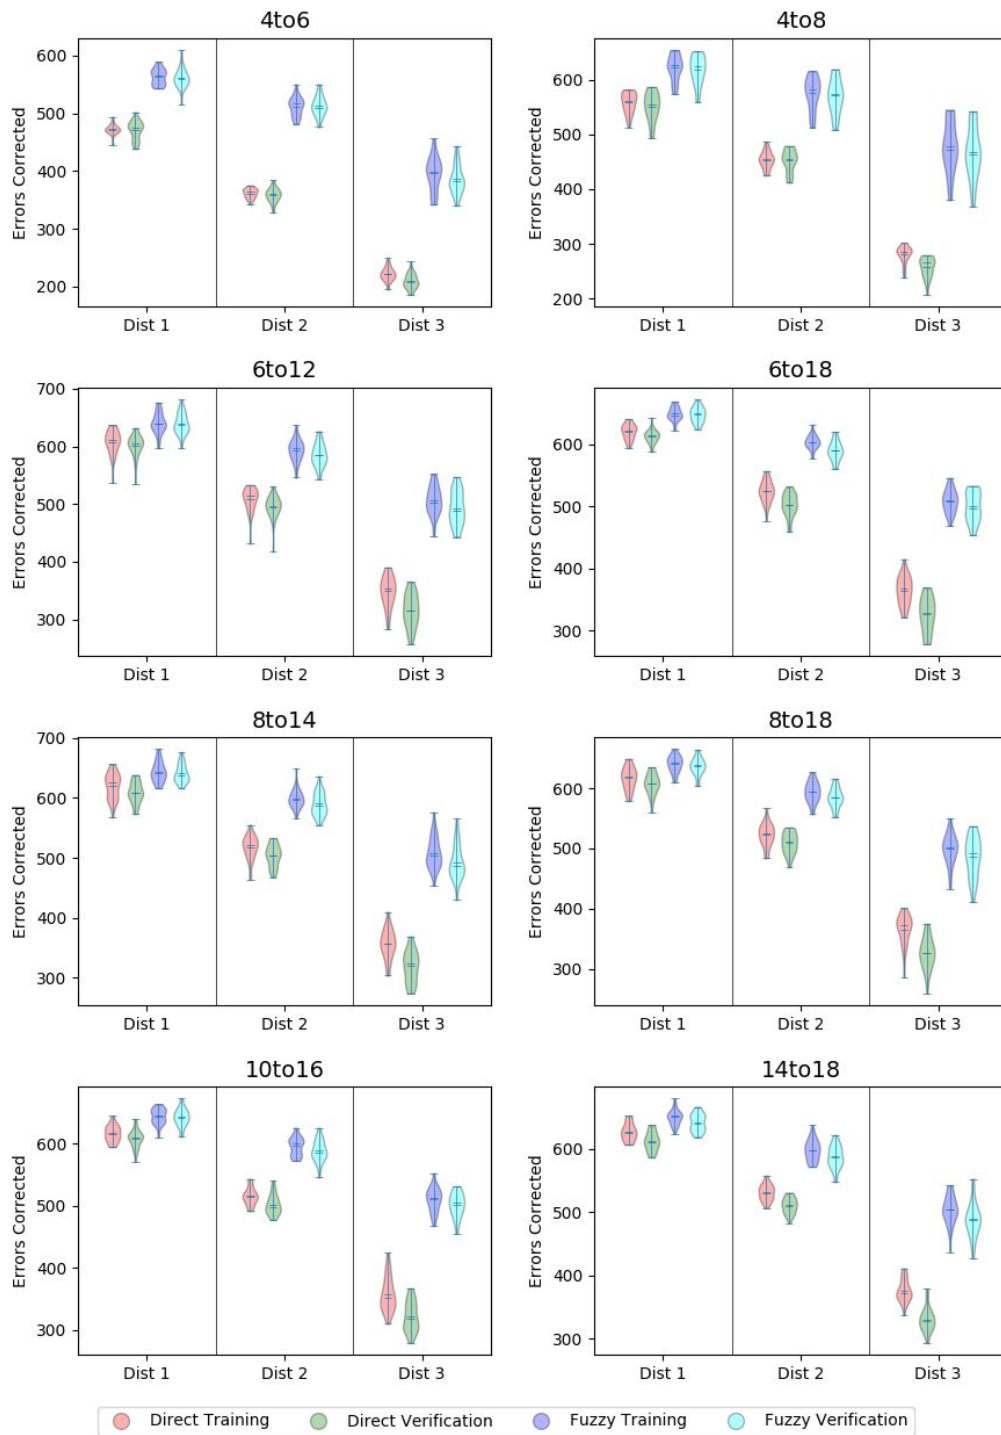 4to6
4to8
Errors Corrected
600
500
400
300
200
Dist 1
Dist 2
Dist 3
Errors Corrected
600
500
400
300
200
Dist 1
Dist 2
Dist 3
6to12
6to18
Errors Corrected
700
600
500
400
300
Dist 1
Dist 2
Dist 3
Errors Corrected
600
500
400
300
Dist 1
Dist 2
Dist 3
8to14
8to18
Errors Corrected
700
600
500
400
300
Dist 1
Dist 2
Dist 3
Errors Corrected
600
500
400
300
Dist 1
Dist 2
Dist 3
10to16
14to18
Errors Corrected
600
500
400
300
Dist 1
Dist 2
Dist 3
Errors Corrected
600
500
400
300
Dist 1
Dist 2
Dist 3
Direct Training
Direct Verification
Fuzzy Training
Fuzzy Verification